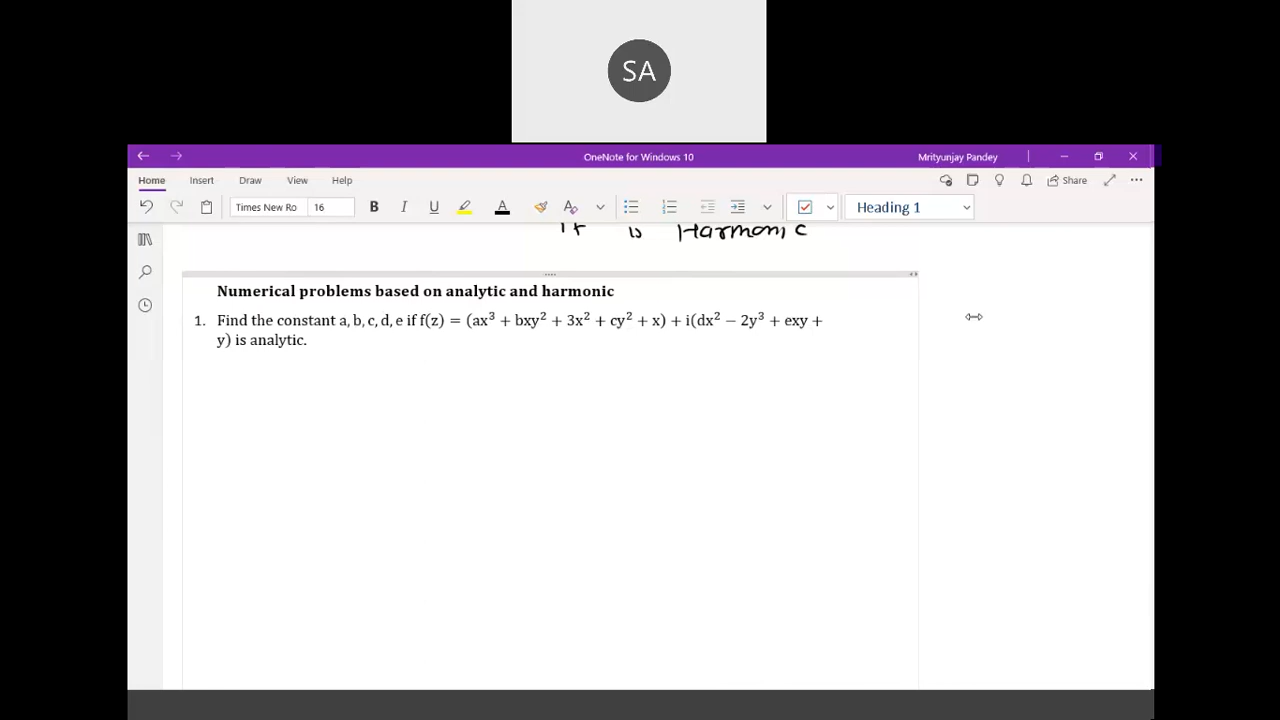 SA
OneNote for Windows 10
Mrityunjay Pandey
Home Insert Draw View Help
Share
Times New Ro 16 B I U A Heading 1
is Harmonic
Numerical problems based on analytic and harmonic
1. Find the constant a, b, c, d, e if f(z) = (ax³ + bxy² + 3x² + cy² + x) + i(dx² − 2y³ + exy +
y) is analytic.